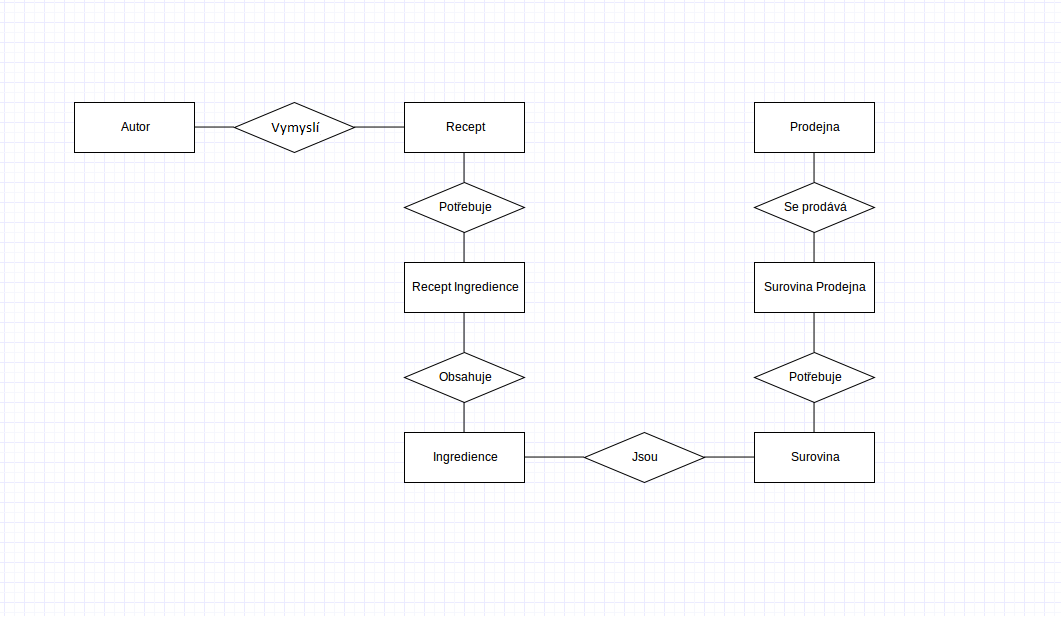 Autor
Vymyslí
Recept
Prodejna
Potřebuje
Se prodává
Recept Ingredience
Surovina Prodejna
Obsahuje
Potřebuje
Ingredience
Jsou
Surovina